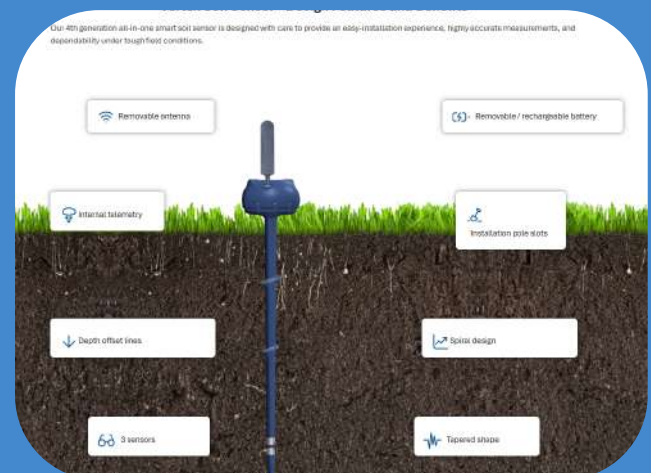 Our 4th generation all-in-one smart soil sensor is designed with care to provide an easy-installation experience, highly accurate measurements, and
dependability under tough field conditions.
Removable antenna
Removable / rechargeable battery
Internal telemetry
Installation pole slots
Depth offset lines
Spiral design
3 sensors
Tapered shape